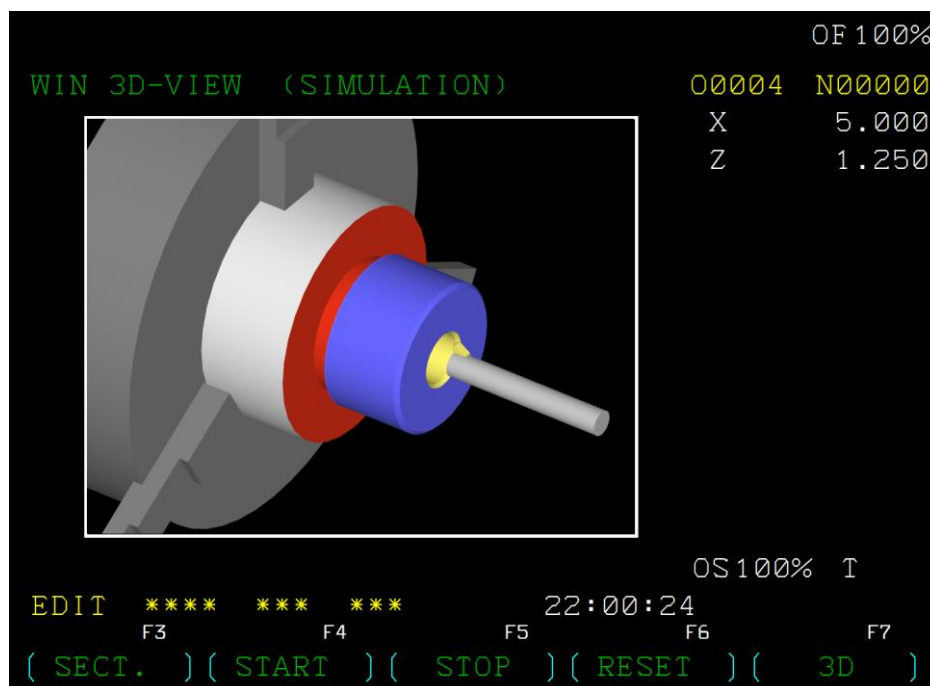 OF100%
WIN 3D-VIEW (SIMULATION) O0004 N00000
X 5.000
Z 1.250
OS100% T
EDIT **** *** *** 22:00:24
F3 F4 F5 F6 F7
( SECT. )( START )( STOP )( RESET )( 3D )